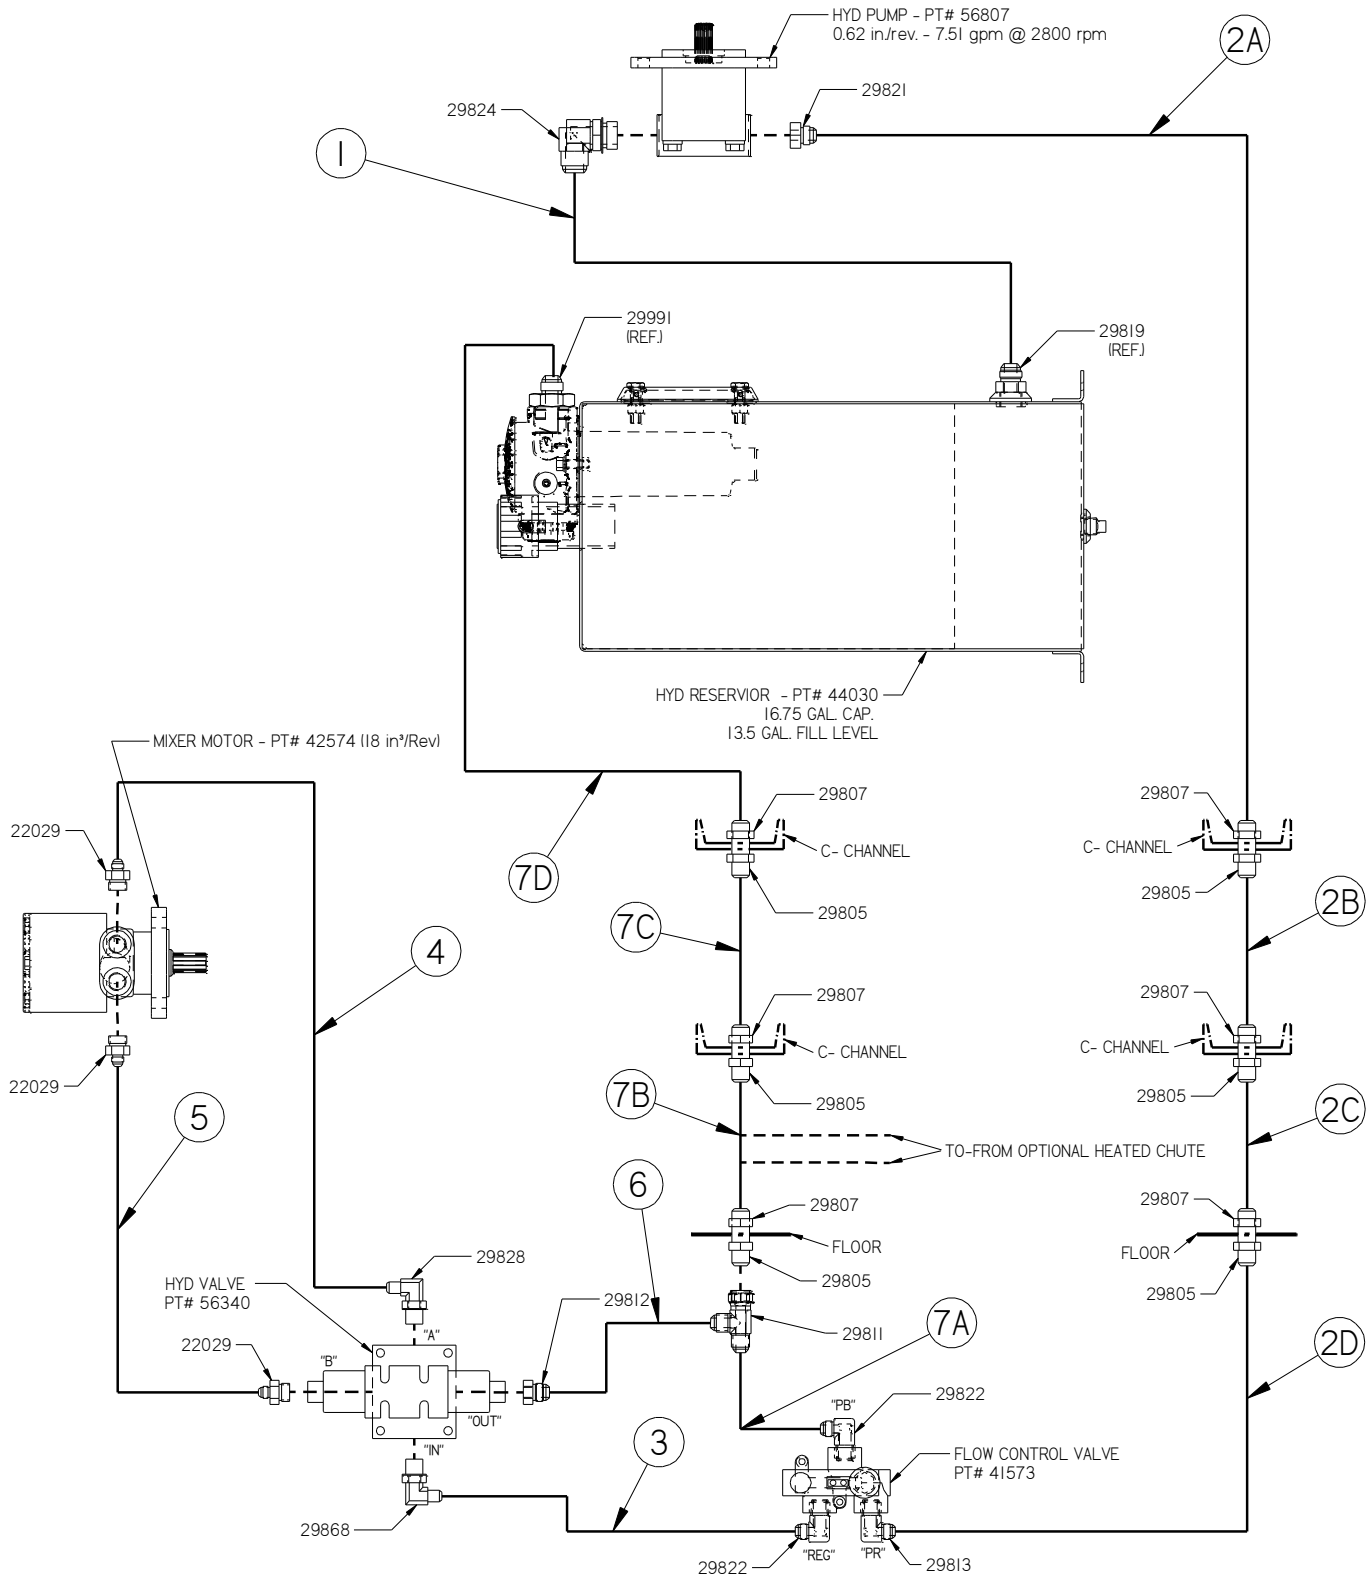 HYD PUMP - PT# 56807
0.62 in./rev. - 7.51 gpm @ 2800 rpm
2A
29824
29821
1
29991
(REF.)
29819
(REF.)
HYD RESERVIOR - PT# 44030
16.75 GAL. CAP.
13.5 GAL. FILL LEVEL
MIXER MOTOR - PT# 42574 (18 in³/Rev)
22029
29807
C- CHANNEL
29805
29807
C- CHANNEL
29805
7D
7C
2B
4
29807
C- CHANNEL
29805
29807
C- CHANNEL
29805
22029
5
7B
2C
TO-FROM OPTIONAL HEATED CHUTE
6
29807
FLOOR
29805
29807
FLOOR
29805
29828
HYD VALVE
PT# 56340
29812
29811
7A
2D
22029
"A"
"B"
"OUT"
"IN"
29868
3
"PB"
29822
FLOW CONTROL VALVE
PT# 41573
29822
"REG"
"PR"
29813